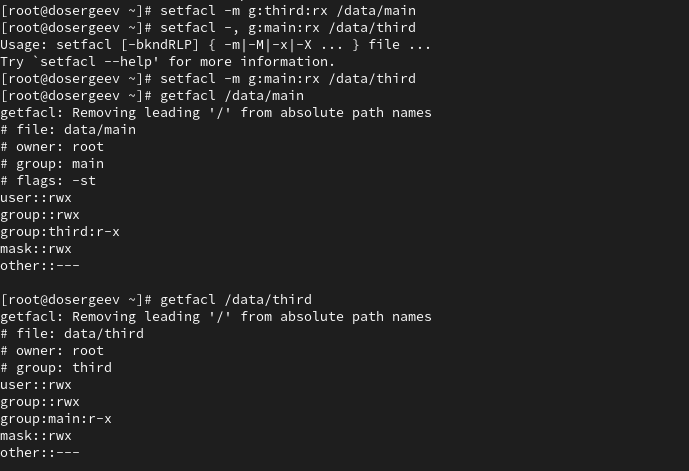 [root@dosergeev ~]# setfacl -m g:third:rx /data/main
[root@dosergeev ~]# setfacl -, g:main:rx /data/third
Usage: setfacl [-bkndRLP] { -m|-M|-x|-X ... } file ...
Try `setfacl --help' for more information.
[root@dosergeev ~]# setfacl -m g:main:rx /data/third
[root@dosergeev ~]# getfacl /data/main
getfacl: Removing leading '/' from absolute path names
# file: data/main
# owner: root
# group: main
# flags: -st
user::rwx
group::rwx
group:third:r-x
mask::rwx
other::---

[root@dosergeev ~]# getfacl /data/third
getfacl: Removing leading '/' from absolute path names
# file: data/third
# owner: root
# group: third
user::rwx
group::rwx
group:main:r-x
mask::rwx
other::---